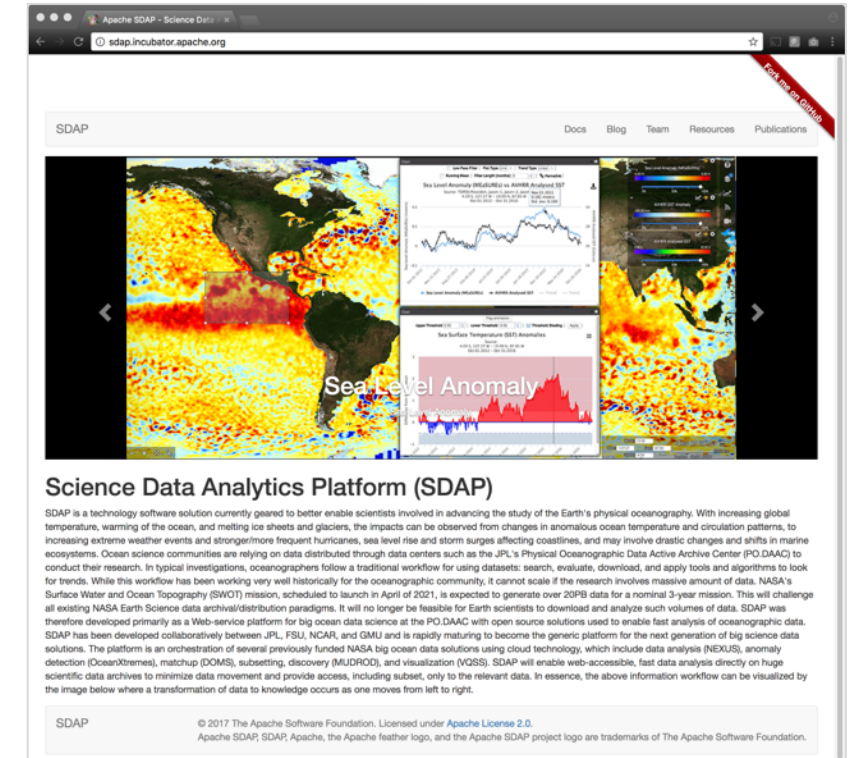 Apache SDAP - Science Data
sdap.incubator.apache.org
Fork me on GitHub
SDAP
Docs Blog Team Resources Publications
Sea Level Anomaly (MEaSUREs) vs AVHRR Analyzed SST
Sea Level Anomaly (MEaSUREs) AVHRR Analyzed SST
Sea Surface Temperature (SST) Anomalies
Sea Level Anomaly
Sea Level Anomaly
Science Data Analytics Platform (SDAP)
SDAP is a technology software solution currently geared to better enable scientists involved in advancing the study of the Earth's physical oceanography. With increasing global
temperature, warming of the ocean, and melting ice sheets and glaciers, the impacts can be observed from changes in anomalous ocean temperature and circulation patterns, to
increasing extreme weather events and stronger/more frequent hurricanes, sea level rise and storm surges affecting coastlines, and may involve drastic changes and shifts in marine
ecosystems. Ocean science communities are relying on data distributed through data centers such as the JPL's Physical Oceanographic Data Active Archive Center (PO.DAAC) to
conduct their research. In typical investigations, oceanographers follow a traditional workflow for using datasets: search, evaluate, download, and apply tools and algorithms to look
for trends. While this workflow has been working very well historically for the oceanographic community, it cannot scale if the research involves massive amount of data. NASA's
Surface Water and Ocean Topography (SWOT) mission, scheduled to launch in April of 2021, is expected to generate over 20PB data for a nominal 3-year mission. This will challenge
all existing NASA Earth Science data archival/distribution paradigms. It will no longer be feasible for Earth scientists to download and analyze such volumes of data. SDAP was
therefore developed primarily as a Web-service platform for big ocean data science at the PO.DAAC with open source solutions used to enable fast analysis of oceanographic data.
SDAP has been developed collaboratively between JPL, FSU, NCAR, and GMU and is rapidly maturing to become the generic platform for the next generation of big science data
solutions. The platform is an orchestration of several previously funded NASA big ocean data solutions using cloud technology, which include data analysis (NEXUS), anomaly
detection (OceanXtremes), matchup (DOMS), subsetting, discovery (MUDROD), and visualization (VQSS). SDAP will enable web-accessible, fast data analysis directly on huge
scientific data archives to minimize data movement and provide access, including subset, only to the relevant data. In essence, the above information workflow can be visualized by
the image below where a transformation of data to knowledge occurs as one moves from left to right.
SDAP
© 2017 The Apache Software Foundation. Licensed under Apache License 2.0.
Apache SDAP, SDAP, Apache, the Apache feather logo, and the Apache SDAP project logo are trademarks of The Apache Software Foundation.